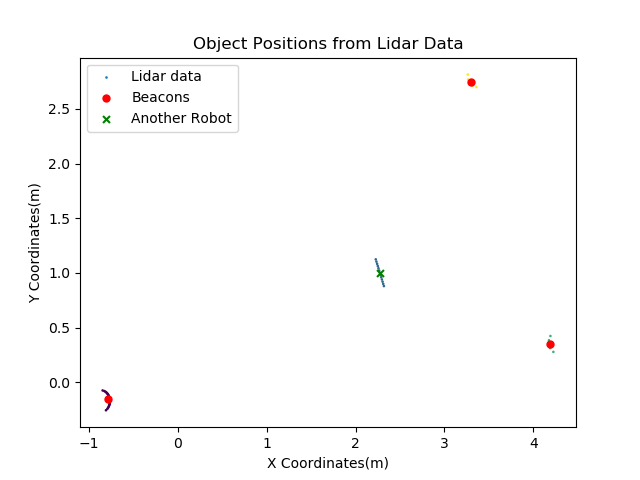 Object Positions from Lidar Data
Lidar data
Beacons
Another Robot
2.5
2.0
1.5
1.0
0.5
0.0
Y Coordinates(m)
−1
0
1
2
3
4
X Coordinates(m)